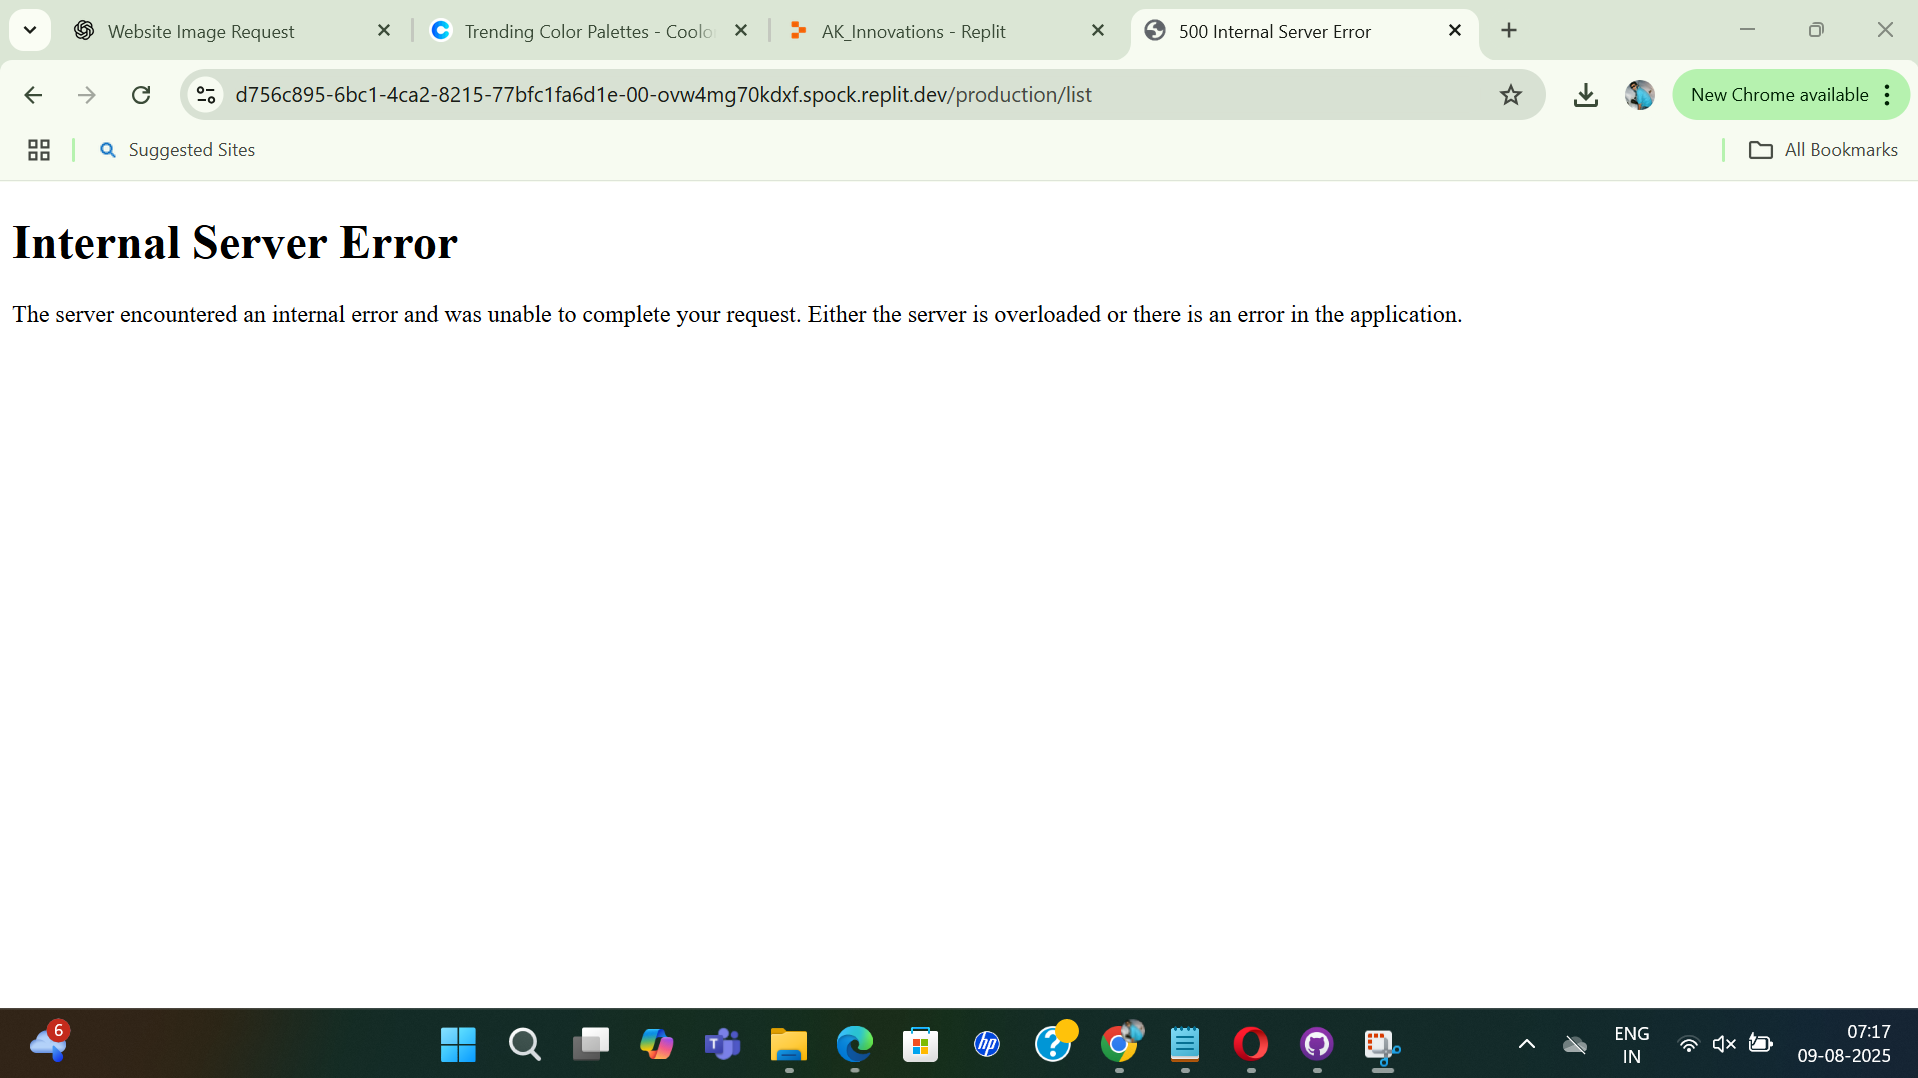 Website Image Request
Trending Color Palettes - Coolo
AK_Innovations - Replit
500 Internal Server Error
d756c895-6bc1-4ca2-8215-77bfc1fa6d1e-00-ovw4mg70kdxf.spock.replit.dev/production/list
New Chrome available
Suggested Sites
All Bookmarks
Internal Server Error
The server encountered an internal error and was unable to complete your request. Either the server is overloaded or there is an error in the application.
6
T
hp
?
ENG
IN
07:17
09-08-2025